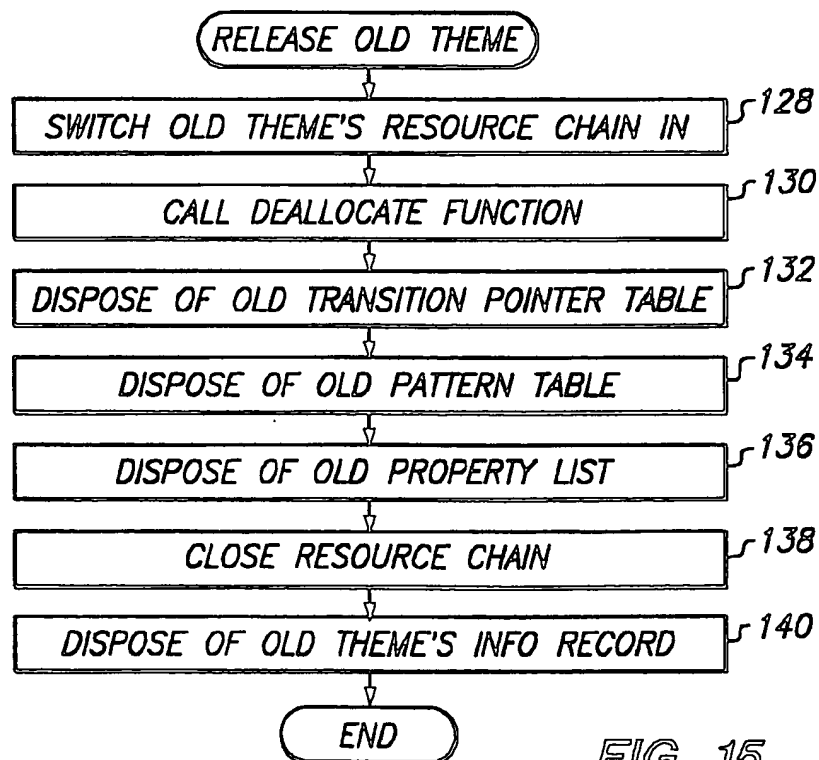 RELEASE OLD THEME
SWITCH OLD THEME'S RESOURCE CHAIN IN
128
CALL DEALLOCATE FUNCTION
130
DISPOSE OF OLD TRANSITION POINTER TABLE
132
DISPOSE OF OLD PATTERN TABLE
134
DISPOSE OF OLD PROPERTY LIST
136
CLOSE RESOURCE CHAIN
138
DISPOSE OF OLD THEME'S INFO RECORD
140
END
FIG. 15